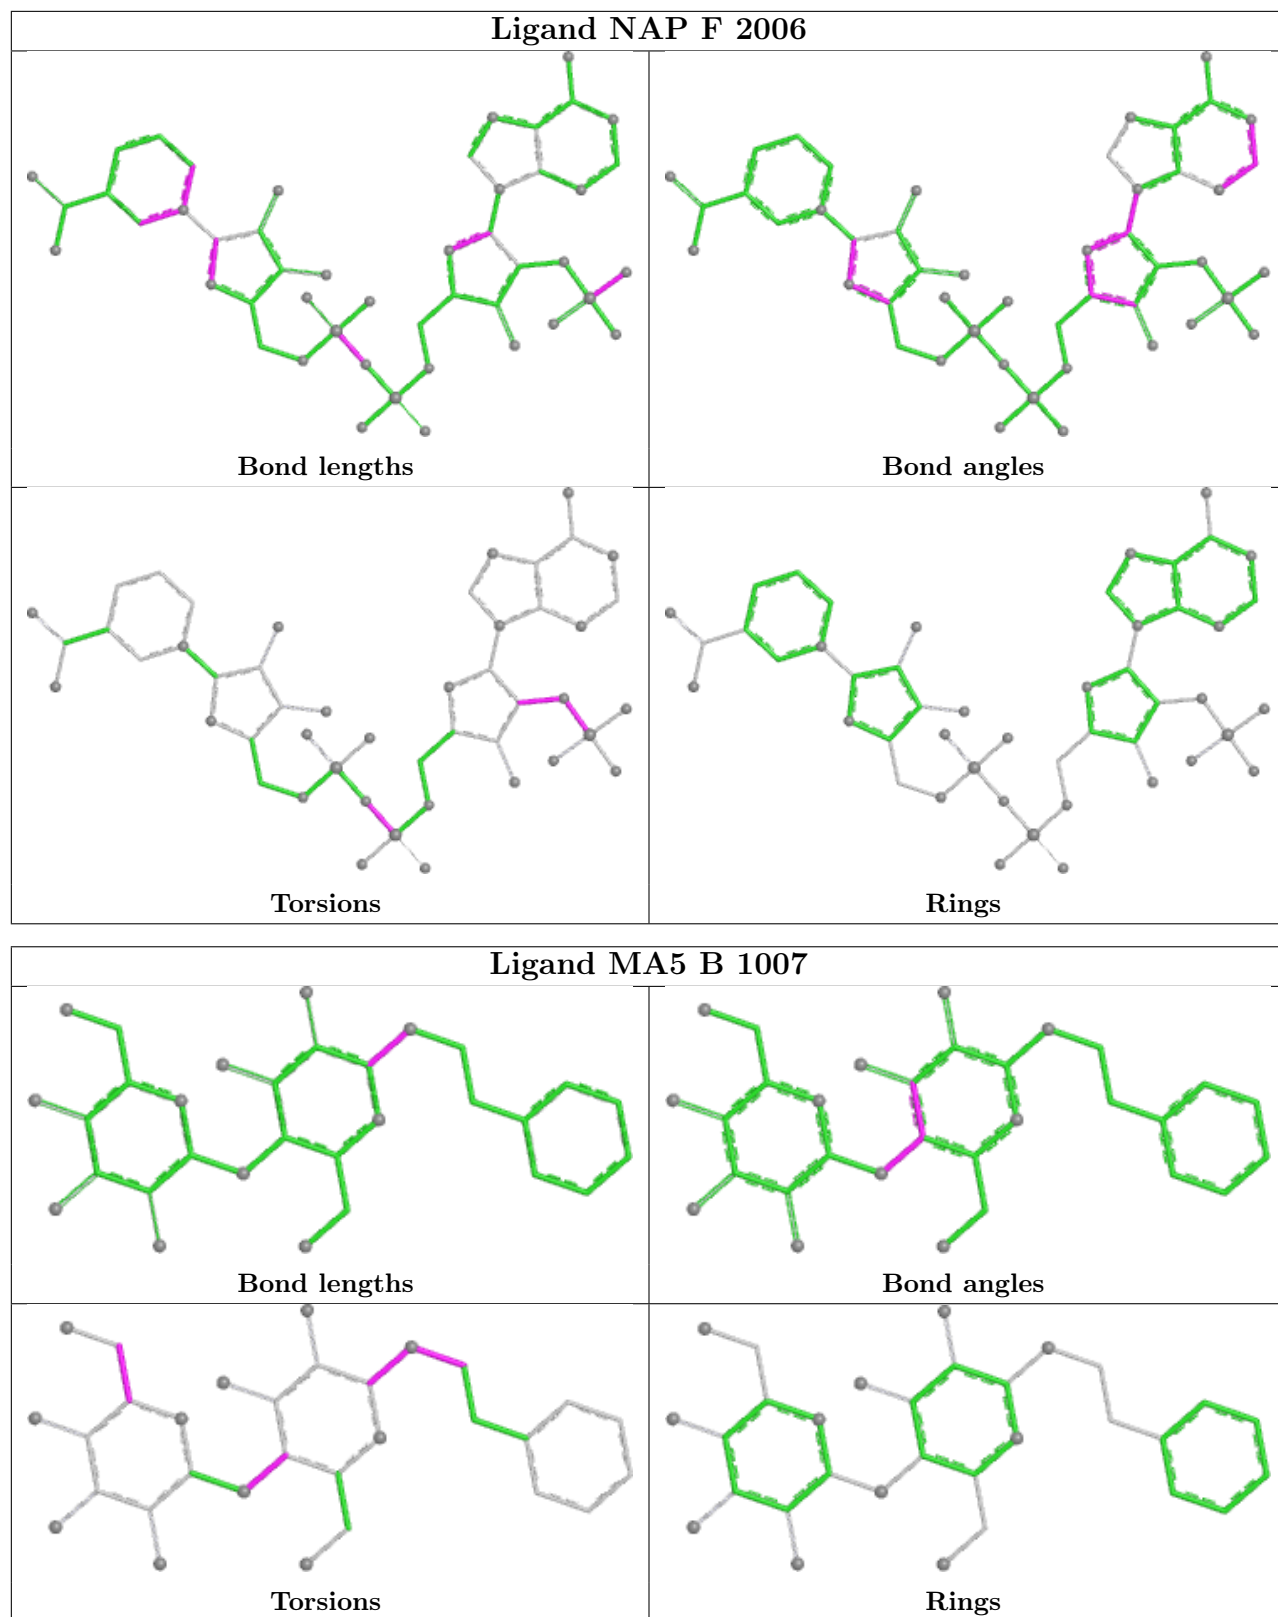 Ligand NAP F 2006
Bond lengths
Bond angles
Torsions
Rings
Ligand MA5 B 1007
Bond lengths
Bond angles
Torsions
Rings